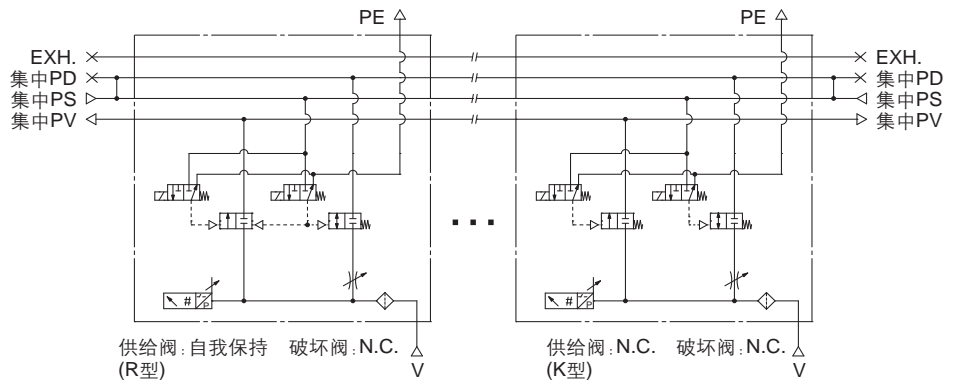 PE PE
EXH. EXH.
集中PD 集中PD
集中PS 集中PS
集中PV 集中PV
# P # P
供给阀:自我保持 破坏阀:N.C. 供给阀:N.C. 破坏阀:N.C.
(R型) V (K型) V